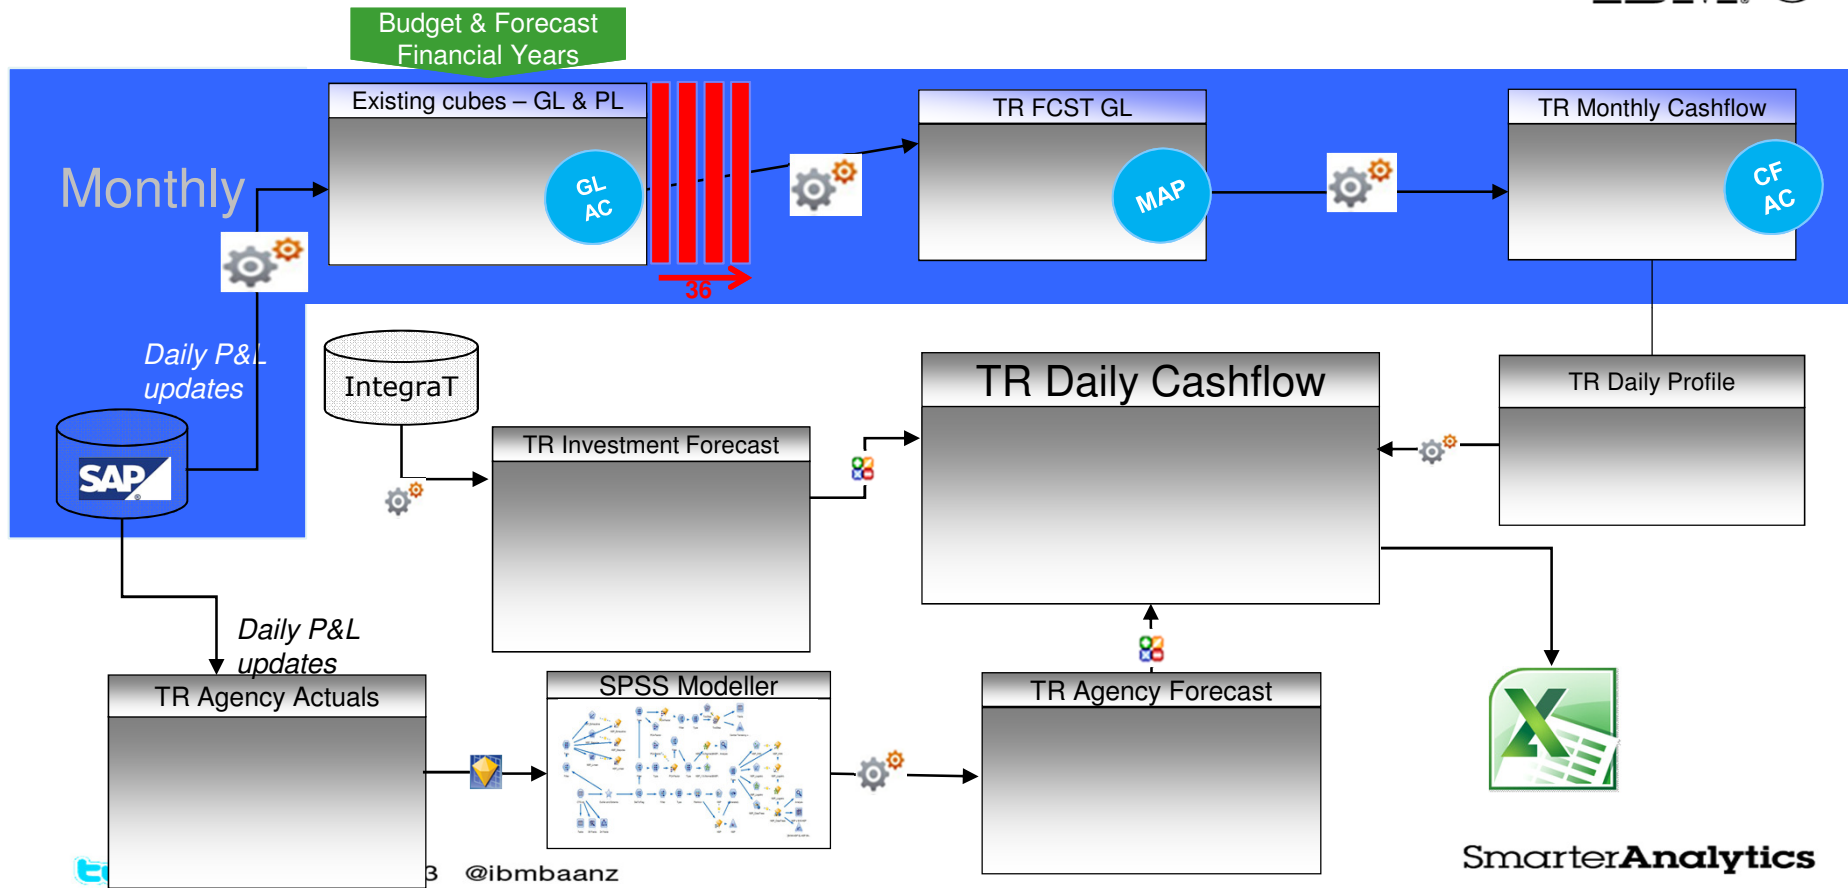 IBM
Budget & Forecast
Financial Years
Existing cubes – GL & PL
TR FCST GL
TR Monthly Cashflow
Monthly
GL
AC
MAP
CF
AC
36
Daily P&L
updates
IntegraT
TR Daily Cashflow
TR Daily Profile
TR Investment Forecast
SAP
Daily P&L
updates
TR Agency Actuals
SPSS Modeller
TR Agency Forecast
3 @ibmbaanz
SmarterAnalytics